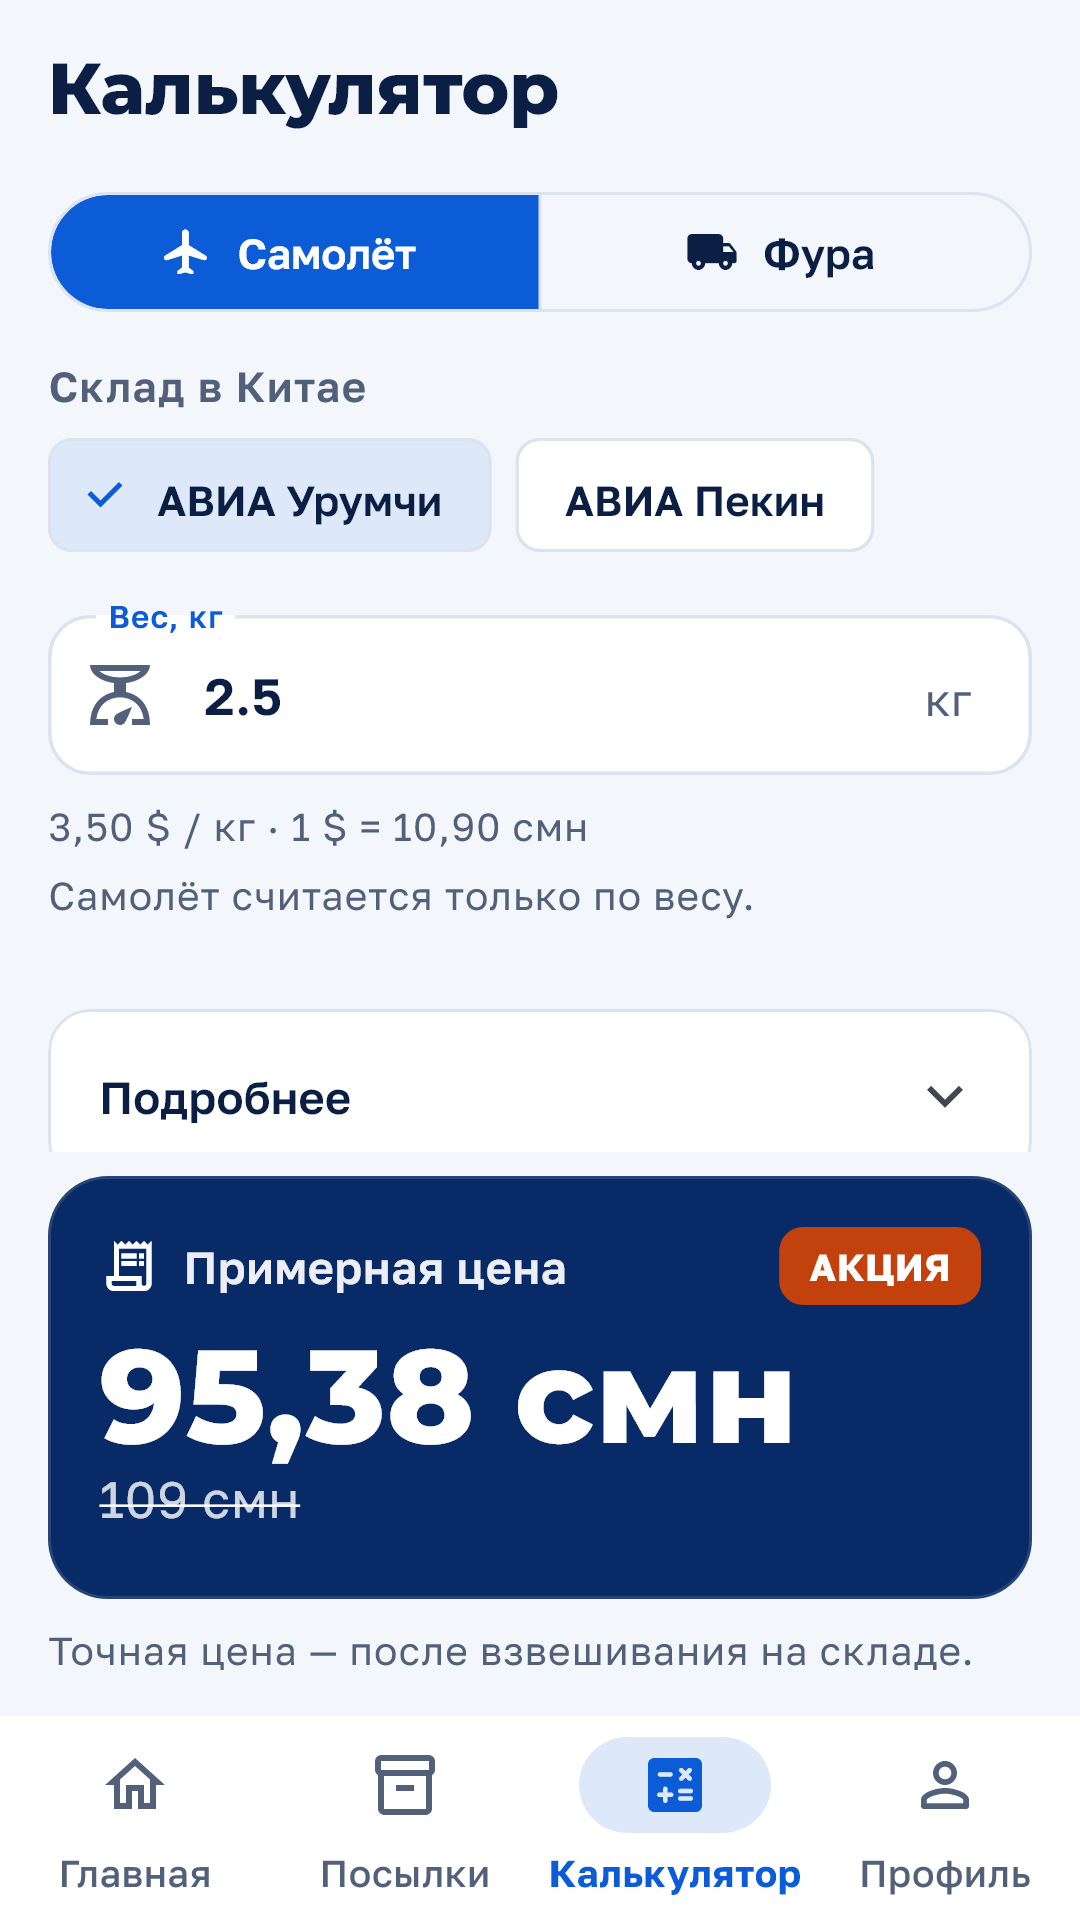 Калькулятор
Самолёт
Фура
Склад в Китае
АВИА Урумчи
АВИА Пекин
Вес, кг
2.5
кг
3,50 $ / кг · 1 $ = 10,90 смн
Самолёт считается только по весу.
Подробнее
Примерная цена
АКЦИЯ
95,38 смн
109 смн
Точная цена — после взвешивания на складе.
Главная
Посылки
Калькулятор
Профиль